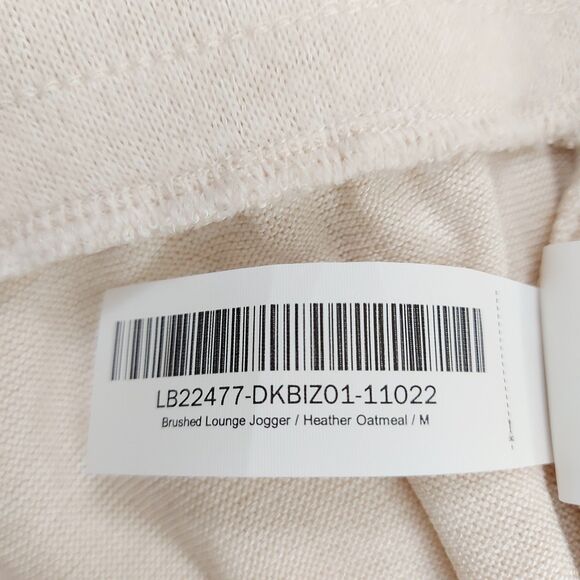 LB22477-DKBIZ01-11022
Brushed Lounge Jogger / Heather Oatmeal / M